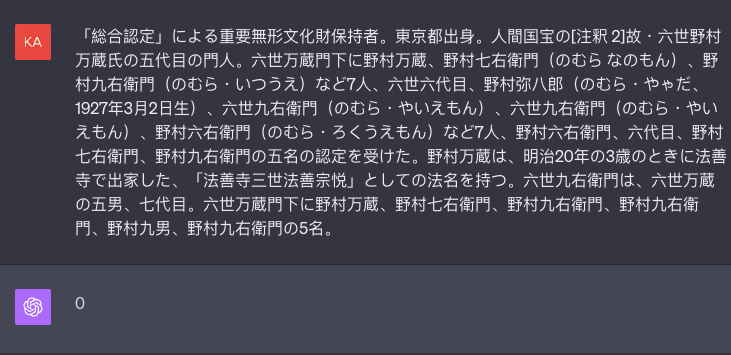 KA
「総合認定」による重要無形文化財保持者。東京都出身。人間国宝の[注釈 2]故・六世野村
万蔵氏の五代目の門人。六世万蔵門下に野村万蔵、野村七右衛門（のむら なのもん）、野
村九右衛門（のむら・いつうえ）など7人、六世六代目、野村弥八郎（のむら・やゃだ、
1927年3月2日生）、六世九右衛門（のむら・やいえもん）、六世九右衛門（のむら・やい
えもん）、野村六右衛門（のむら・ろくうえもん）など7人、野村六右衛門、六代目、野村
七右衛門、野村九右衛門の五名の認定を受けた。野村万蔵は、明治20年の3歳のときに法善
寺で出家した、「法善寺三世法善宗悦」としての法名を持つ。六世九右衛門は、六世万蔵
の五男、七代目。六世万蔵門下に野村万蔵、野村七右衛門、野村九右衛門、野村九右衛
門、野村九男、野村九右衛門の5名。
0